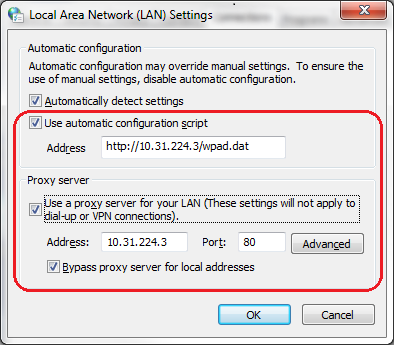 Local Area Network (LAN) Settings
Automatic configuration
Automatic configuration may override manual settings. To ensure the
use of manual settings, disable automatic configuration.
Automatically detect settings
Use automatic configuration script
Address http://10.31.224.3/wpad.dat
Proxy server
Use a proxy server for your LAN (These settings will not apply to
dial-up or VPN connections).
Address: 10.31.224.3 Port: 80 Advanced
Bypass proxy server for local addresses
OK Cancel